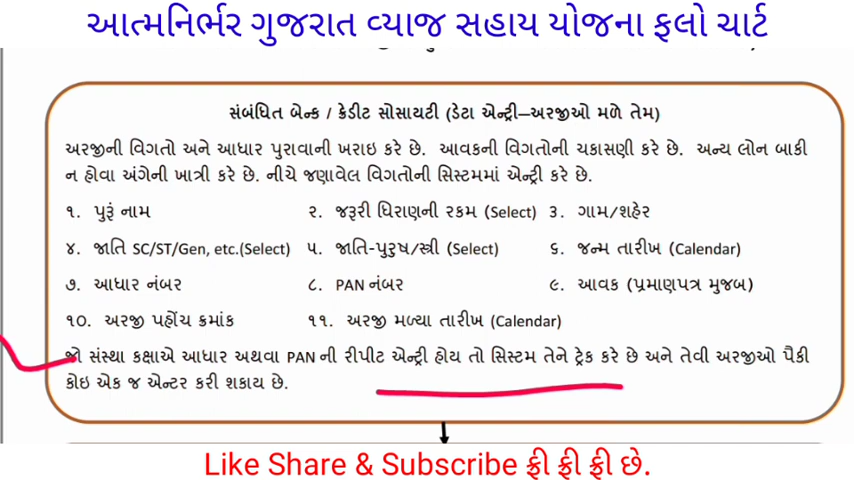 આત્મનિર્ભર ગુજરાત વ્યાજ સહાય યોજના ફલો ચાર્ટ
સંબંધિત બેન્ક / ક્રેડીટ સોસાયટી (ડેટા એન્ટ્રી–અરજીઓ મળે તેમ)
અરજીની વિગતો અને આધાર પુરાવાની ખરાઇ કરે છે. આવકની વિગતોની ચકાસણી કરે છે. અન્ય લોન બાકી
ન હોવા અંગેની ખાત્રી કરે છે. નીચે જણાવેલ વિગતોની સિસ્ટમમાં એન્ટ્રી કરે છે.
૧. પુરૂં નામ ૨. જરૂરી ધિરાણની રકમ (Select) ૩. ગામ/શહેર
૪. જાતિ SC/ST/Gen, etc.(Select) ૫. જાતિ-પુરુષ/સ્ત્રી (Select) ૬. જન્મ તારીખ (Calendar)
૭. આધાર નંબર ૮. PAN નંબર ૯. આવક (પ્રમાણપત્ર મુજબ)
૧૦. અરજી પહોંચ ક્રમાંક ૧૧. અરજી મળ્યા તારીખ (Calendar)
જો સંસ્થા કક્ષાએ આધાર અથવા PAN ની રીપીટ એન્ટ્રી હોય તો સિસ્ટમ તેને ટ્રેક કરે છે અને તેવી અરજીઓ પૈકી
કોઇ એક જ એન્ટર કરી શકાય છે.
Like Share & Subscribe ફ્રી ફ્રી ફ્રી છે.